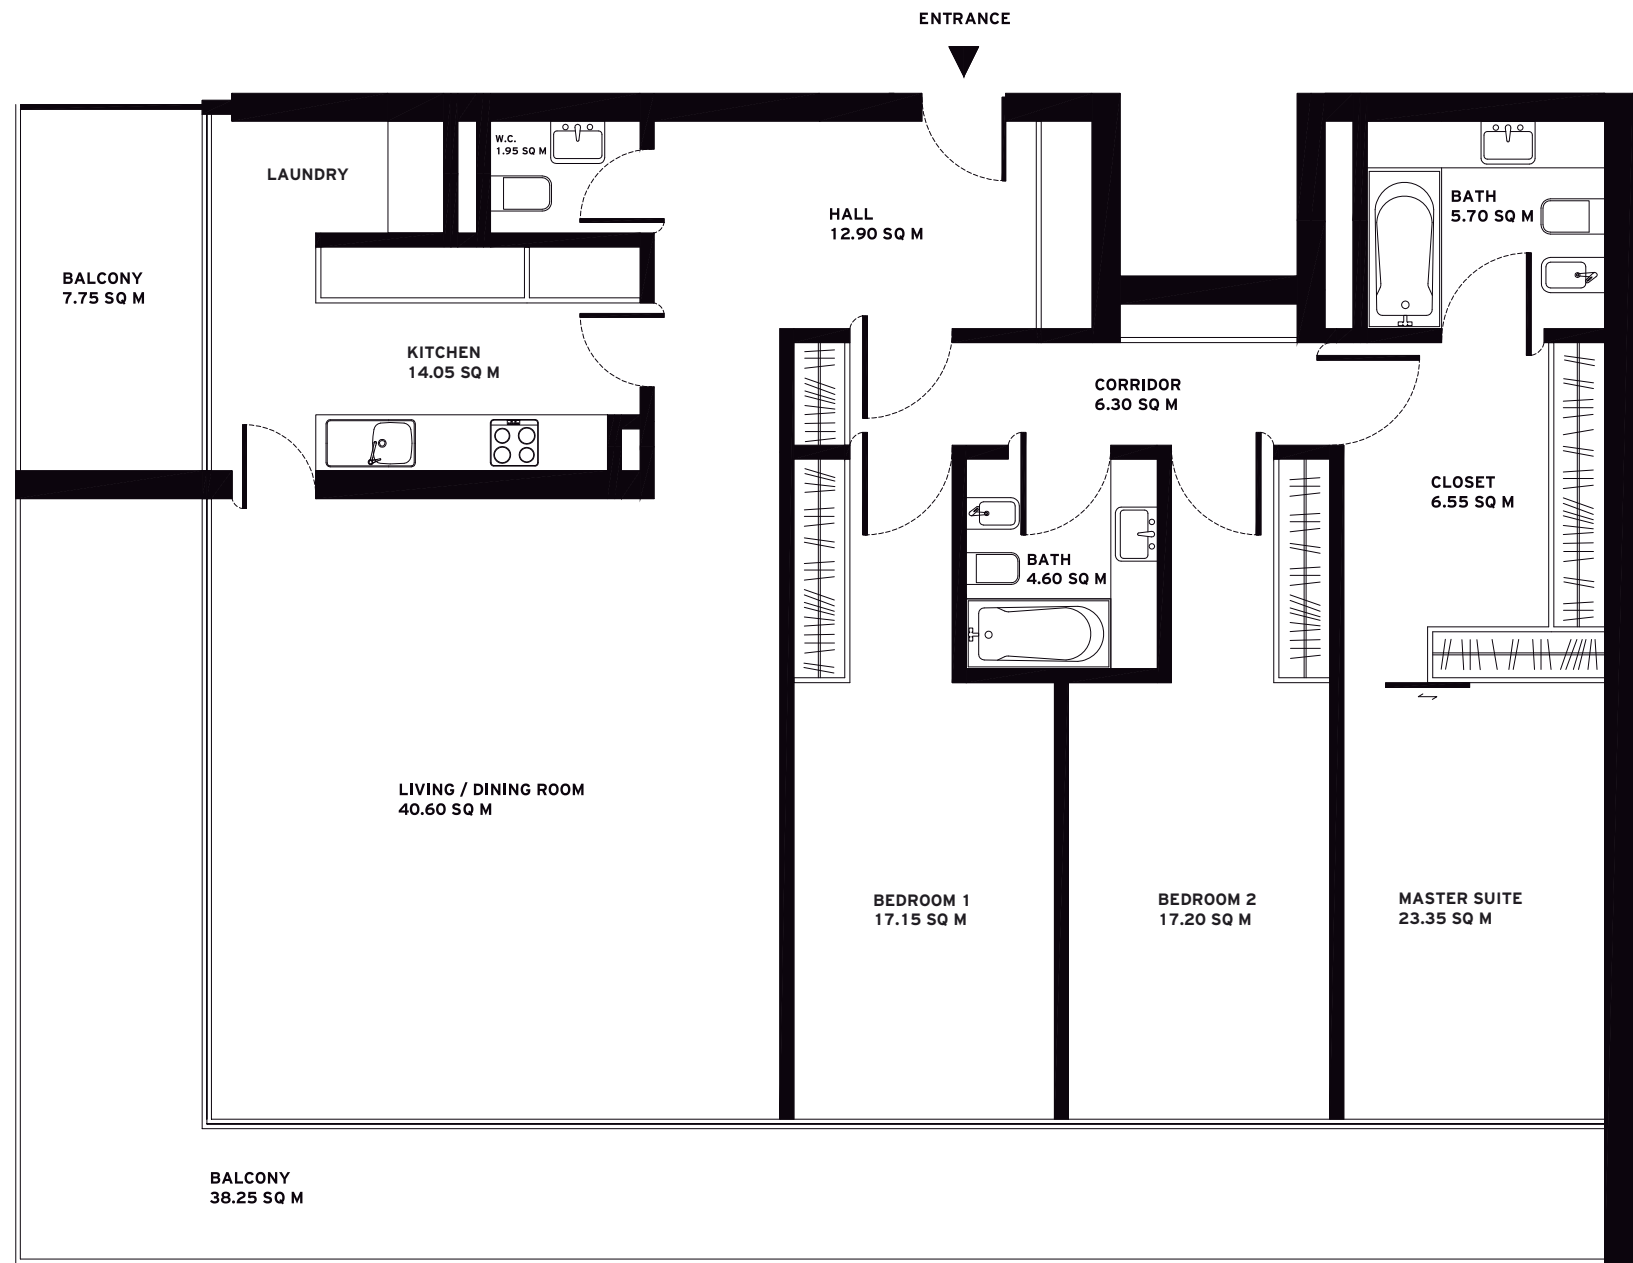 ENTRANCE
W.C.
1.95 SQ M
LAUNDRY
BATH
5.70 SQ M
HALL
12.90 SQ M
BALCONY
7.75 SQ M
KITCHEN
14.05 SQ M
CORRIDOR
6.30 SQ M
CLOSET
6.55 SQ M
BATH
4.60 SQ M
LIVING / DINING ROOM
40.60 SQ M
BEDROOM 1
17.15 SQ M
BEDROOM 2
17.20 SQ M
MASTER SUITE
23.35 SQ M
BALCONY
38.25 SQ M